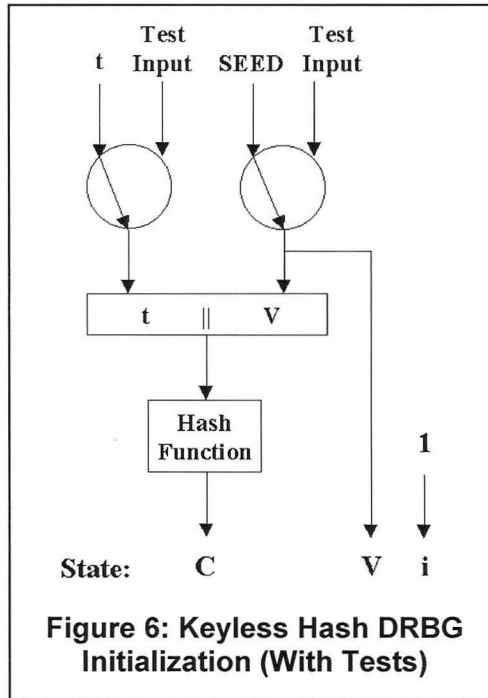 t Test Input SEED Test Input
t || V
Hash
Function
1
State: C V i
Figure 6: Keyless Hash DRBG
Initialization (With Tests)